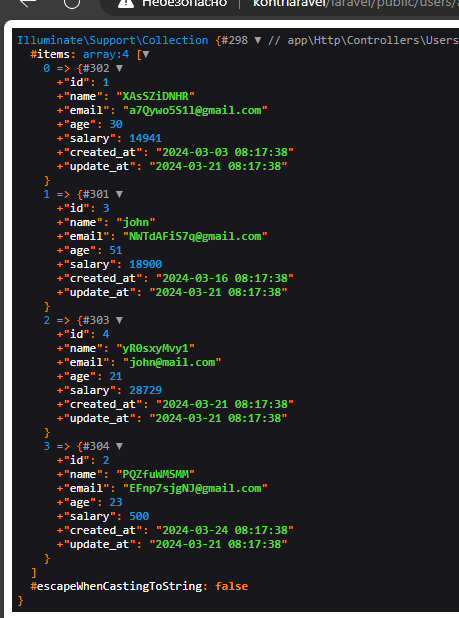 Небезопасно kontrlaravel/laravel/public/users/
Illuminate\Support\Collection {#298 ▼ // app\Http\Controllers\Users
#items: array:4 [▼
0 => {#302 ▼
+"id": 1
+"name": "XAsSZiDNHR"
+"email": "a7Qywo5S1l@gmail.com"
+"age": 30
+"salary": 14941
+"created_at": "2024-03-03 08:17:38"
+"update_at": "2024-03-21 08:17:38"
}
1 => {#301 ▼
+"id": 3
+"name": "john"
+"email": "NWTdAFiS7q@gmail.com"
+"age": 51
+"salary": 18900
+"created_at": "2024-03-16 08:17:38"
+"update_at": "2024-03-21 08:17:38"
}
2 => {#303 ▼
+"id": 4
+"name": "yR0sxyMvy1"
+"email": "john@mail.com"
+"age": 21
+"salary": 28729
+"created_at": "2024-03-21 08:17:38"
+"update_at": "2024-03-21 08:17:38"
}
3 => {#304 ▼
+"id": 2
+"name": "PQZfuWMSMM"
+"email": "EFnp7sjgNJ@gmail.com"
+"age": 23
+"salary": 500
+"created_at": "2024-03-24 08:17:38"
+"update_at": "2024-03-21 08:17:38"
}
]
#escapeWhenCastingToString: false
}